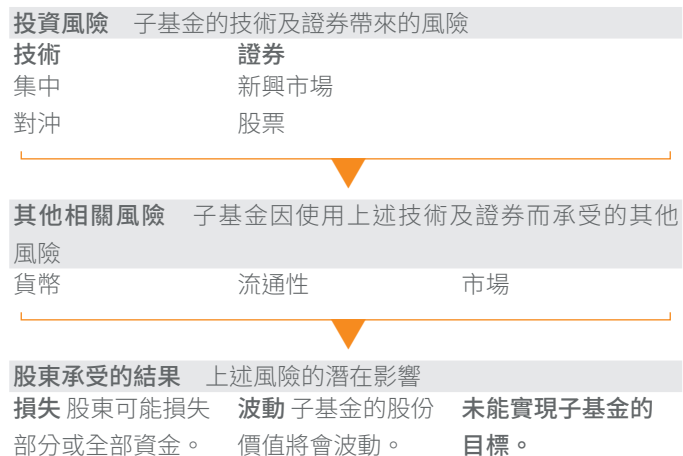 投資風險 子基金的技術及證券帶來的風險
技術 證券
集中 新興市場
對沖 股票
其他相關風險 子基金因使用上述技術及證券而承受的其他
風險
貨幣 流通性 市場
股東承受的結果 上述風險的潛在影響
損失 股東可能損失 波動 子基金的股份 未能實現子基金的
部分或全部資金。 價值將會波動。 目標。